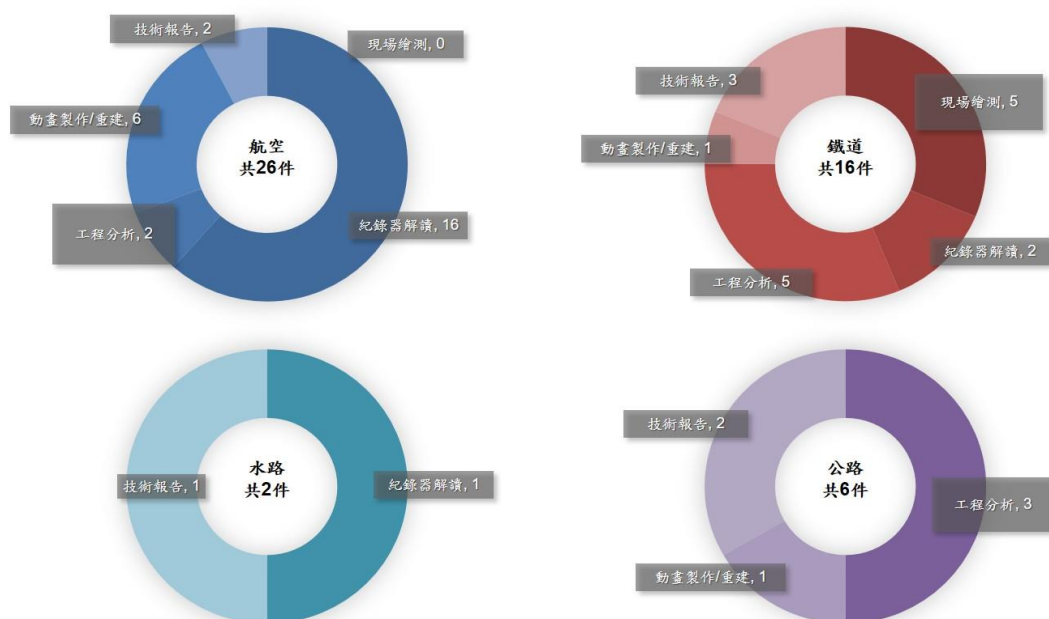 技術報告, 2
現場繪測, 0
動畫製作/重建, 6
航空
共26件
工程分析, 2
紀錄器解讀, 16
技術報告, 3
現場繪測, 5
動畫製作/重建, 1
鐵道
共16件
紀錄器解讀, 2
工程分析, 5
水路
共2件
技術報告, 1
紀錄器解讀, 1
技術報告, 2
公路
共6件
工程分析, 3
動畫製作/重建, 1